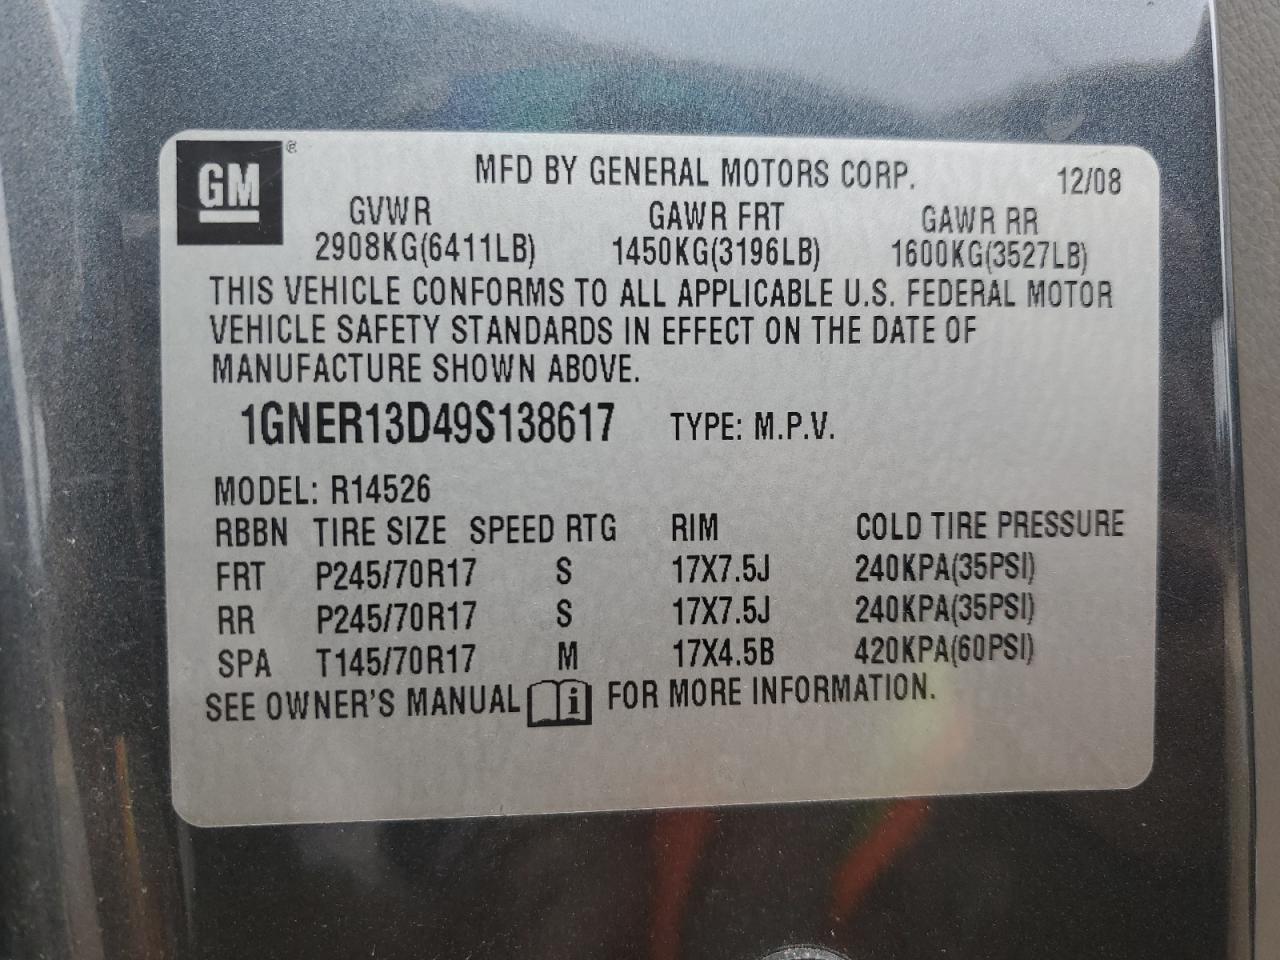 GM ®
MFD BY GENERAL MOTORS CORP. 12/08
GVWR GAWR FRT GAWR RR
2908KG(6411LB) 1450KG(3196LB) 1600KG(3527LB)
THIS VEHICLE CONFORMS TO ALL APPLICABLE U.S. FEDERAL MOTOR
VEHICLE SAFETY STANDARDS IN EFFECT ON THE DATE OF
MANUFACTURE SHOWN ABOVE.
1GNER13D49S138617 TYPE: M.P.V.
MODEL: R14526
RBBN TIRE SIZE SPEED RTG RIM COLD TIRE PRESSURE
FRT P245/70R17 S 17X7.5J 240KPA(35PSI)
RR P245/70R17 S 17X7.5J 240KPA(35PSI)
SPA T145/70R17 M 17X4.5B 420KPA(60PSI)
SEE OWNER'S MANUAL i FOR MORE INFORMATION.